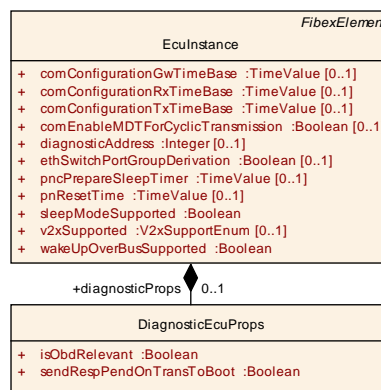 FibexElemen
EcuInstance
+ comConfigurationGwTimeBase :TimeValue [0..1]
+ comConfigurationRxTimeBase :TimeValue [0..1]
+ comConfigurationTxTimeBase :TimeValue [0..1]
+ comEnableMDTForCyclicTransmission :Boolean [0..1
+ diagnosticAddress :Integer [0..1]
+ ethSwitchPortGroupDerivation :Boolean [0..1]
+ pncPrepareSleepTimer :TimeValue [0..1]
+ pnResetTime :TimeValue [0..1]
+ sleepModeSupported :Boolean
+ v2xSupported :V2xSupportEnum [0..1]
+ wakeUpOverBusSupported :Boolean
+diagnosticProps 0..1
DiagnosticEcuProps
+ isObdRelevant :Boolean
+ sendRespPendOnTransToBoot :Boolean